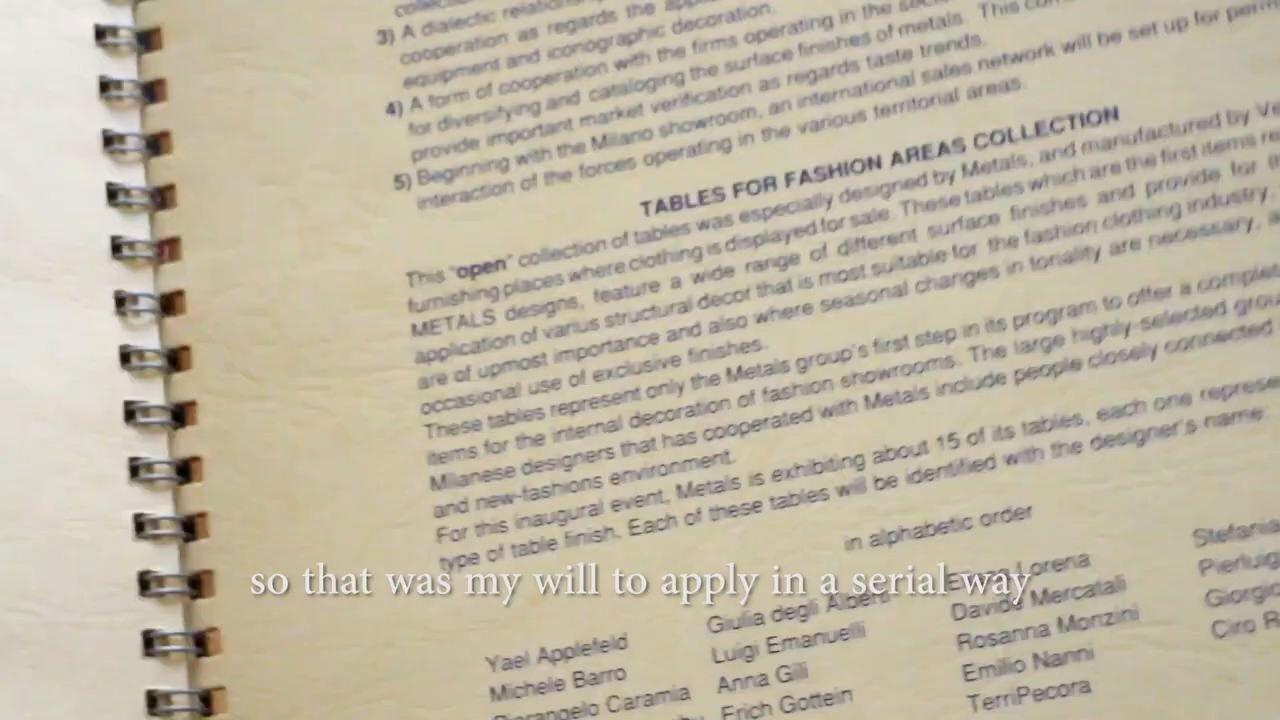 3) A dialectic
cooperation as regards the
equipment and iconographic decoration.
4) A form of cooperation with the firms operating in the
for diversifying and cataloging the surface finishes of metals. This
provide important market verification as regards taste trends.
5) Beginning with the Milano showroom, an international sales network will be set up for
interaction of the forces operating in the various territorial areas.
TABLES FOR FASHION AREAS COLLECTION
This "open" collection of tables was especially designed by Metals, and manufactured by
furnishing places where clothing is displayed for sale. These tables which are the first items
METALS designs, feature a wide range of different surface finishes and provide for
application of varius structural decor that is most suitable for the fashion clothing industry
are of upmost importance and also where seasonal changes in tonality are necessary,
occasional use of exclusive finishes.
These tables represent only the Metals group's first step in its program to offer a
items for the internal decoration of fashion showrooms. The large highly-selected
Milanese designers that has cooperated with Metals include people closely connected
and new-fashions environment.
For this inaugural event, Metals is exhibiting about 15 of its tables, each one
type of table finish. Each of these tables will be identified with the designer's name:
in alphabetic order
so that was my will to apply in a serial way
Yael Applefeld
Michele Barro
Pierangelo Caramia
Giulia degli Alberti
Luigi Emanuelli
Anna Gili
Erich Gottein
Lorena
Davide Mercatali
Rosanna Monzini
Emilio Nanni
TerriPecora
Ciro